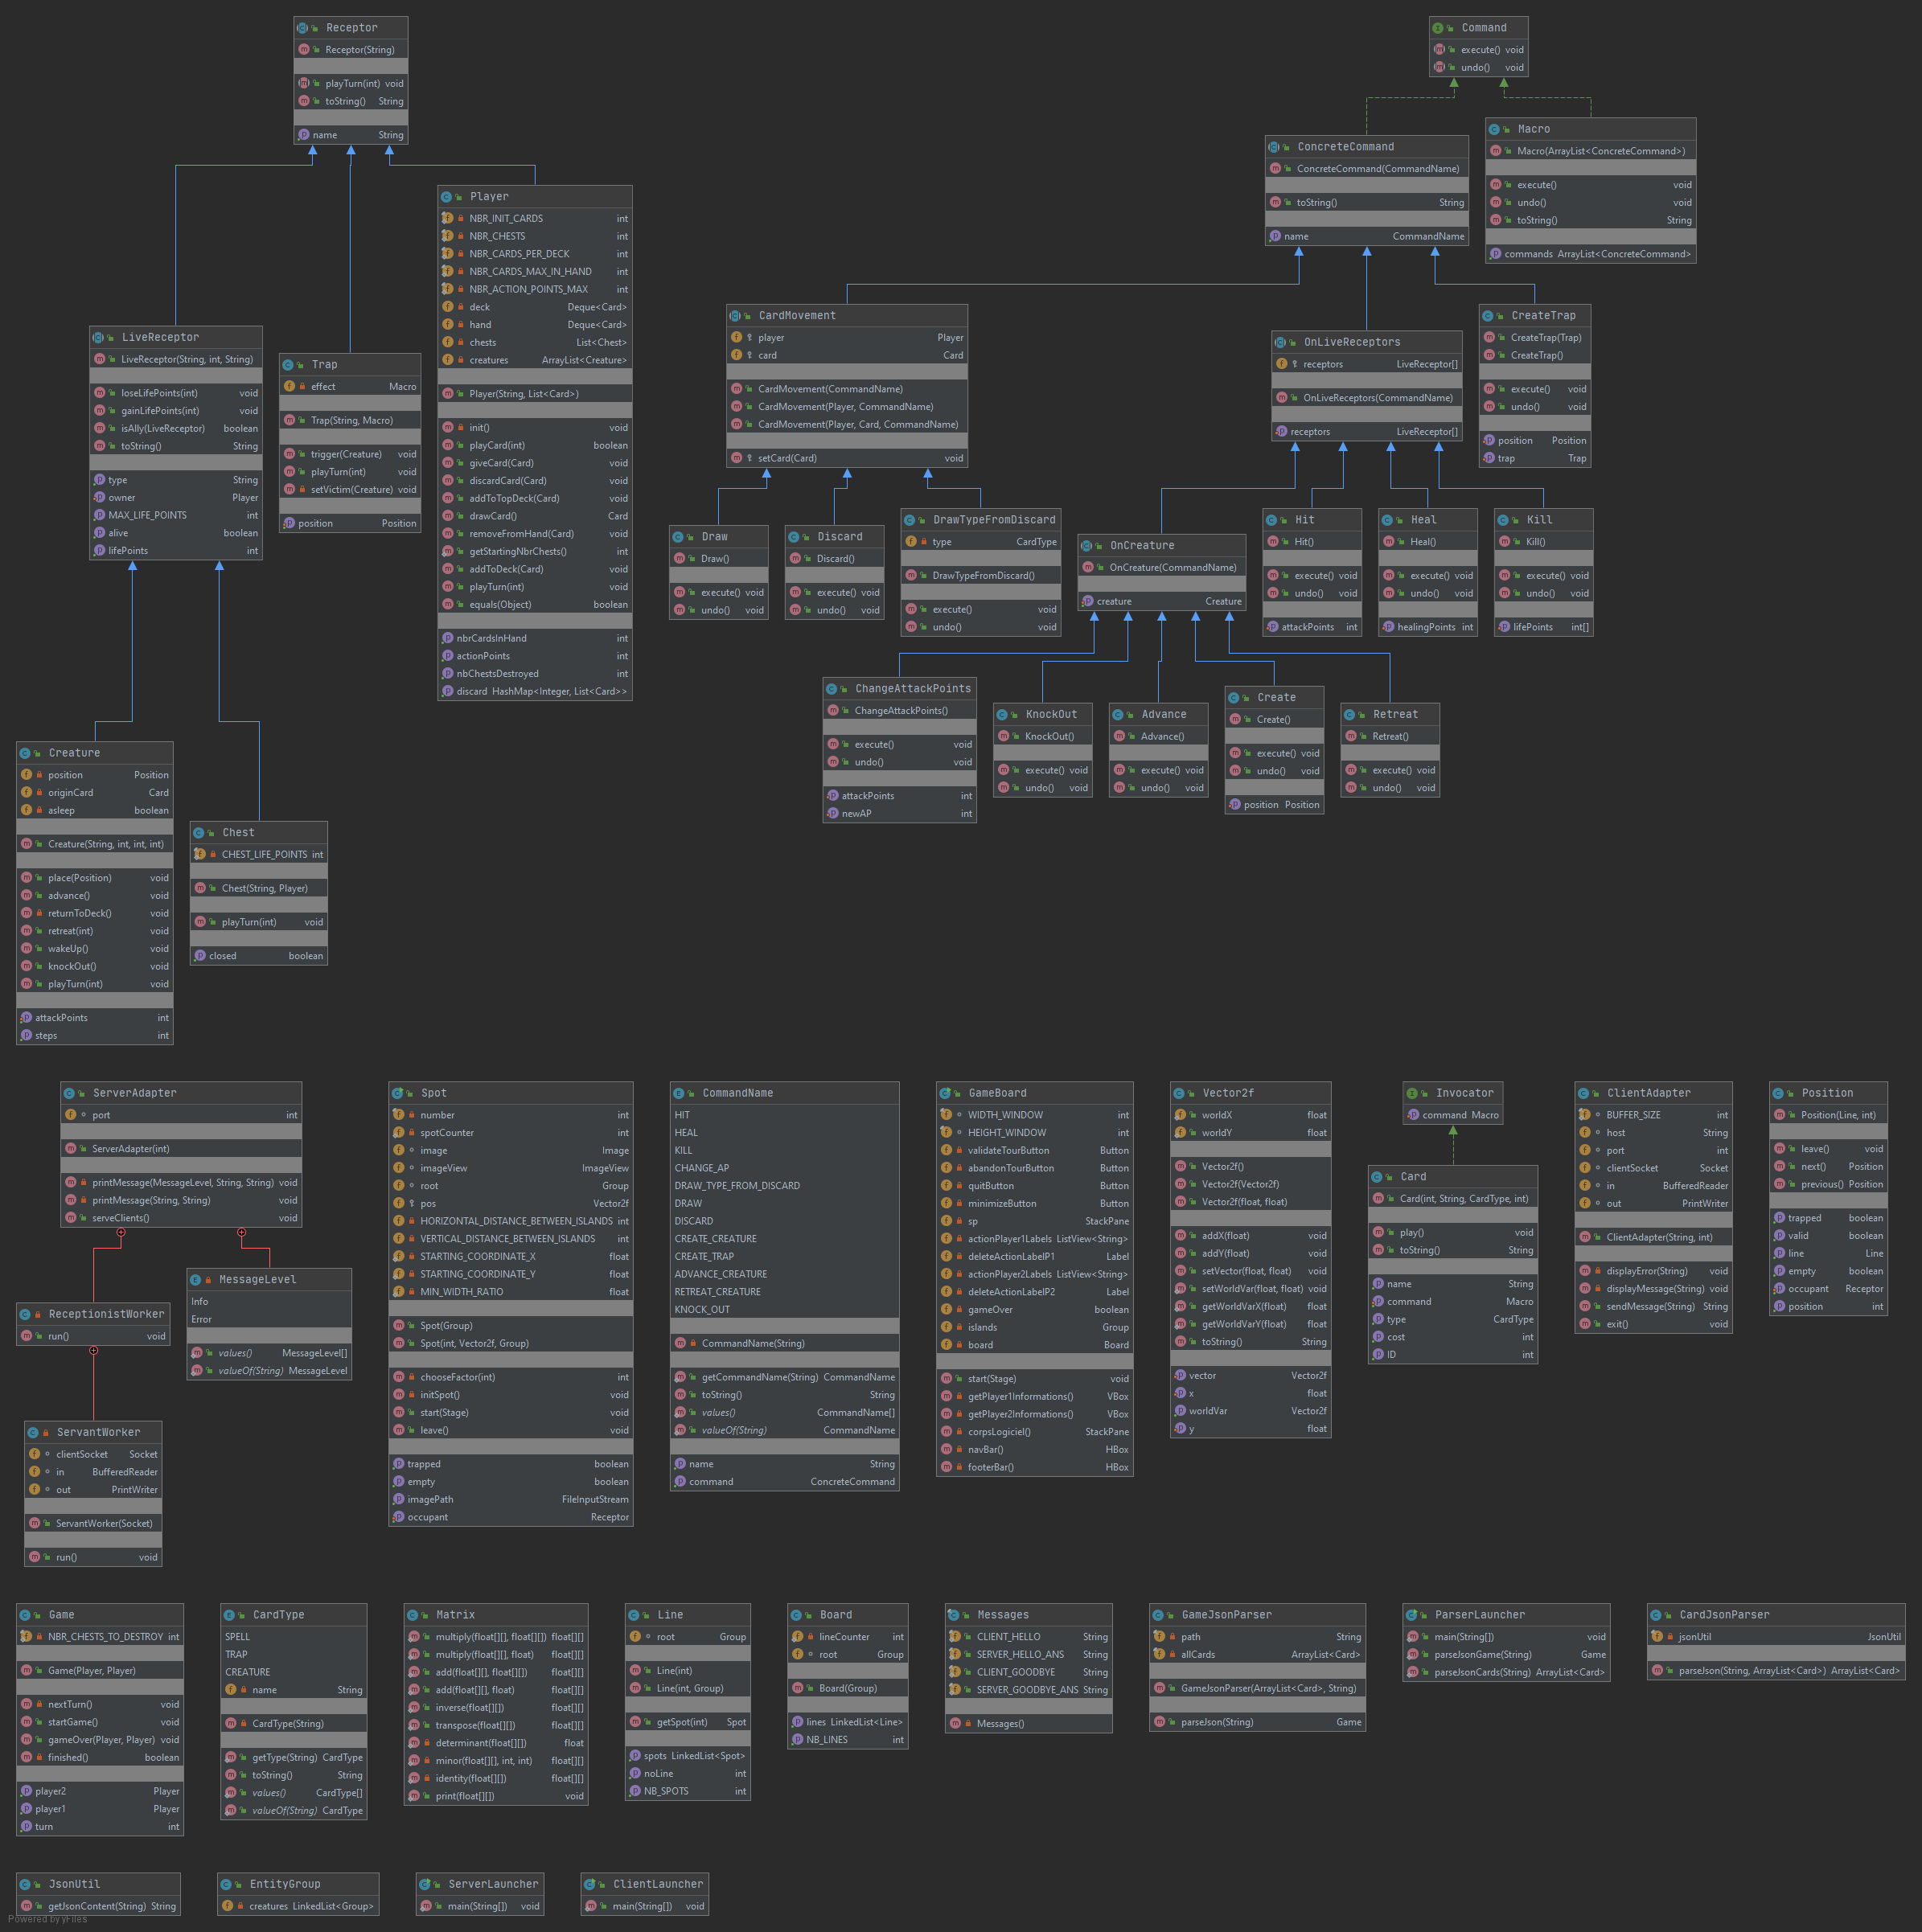 Receptor
Receptor(String)
playTurn(int) void
toString() String
name String
Command
execute() void
undo() void
Macro
Macro(ArrayList<ConcreteCommand>)
execute() void
undo() void
toString() String
commands ArrayList<ConcreteCommand>
ConcreteCommand
ConcreteCommand(CommandName)
toString() String
name CommandName
Player
NBR_INIT_CARDS int
NBR_CHESTS int
NBR_CARDS_PER_DECK int
NBR_CARDS_MAX_IN_HAND int
NBR_ACTION_POINTS_MAX int
deck Deque<Card>
hand Deque<Card>
chests List<Chest>
creatures ArrayList<Creature>
Player(String, List<Card>)
init() void
playCard(int) boolean
giveCard(Card) void
discardCard(Card) void
addToTopDeck(Card) void
drawCard() Card
removeFromHand(Card) void
getStartingNbrChests() int
addToDeck(Card) void
playTurn(int) void
equals(Object) boolean
nbrCardsInHand int
actionPoints int
nbChestsDestroyed int
discard HashMap<Integer, List<Card>>
LiveReceptor
LiveReceptor(String, int, String)
loseLifePoints(int) void
gainLifePoints(int) void
isAlly(LiveReceptor) boolean
toString() String
type String
owner Player
MAX_LIFE_POINTS int
alive boolean
lifePoints int
Trap
effect Macro
Trap(String, Macro)
trigger(Creature) void
playTurn(int) void
setVictim(Creature) void
position Position
CardMovement
player Player
card Card
CardMovement(CommandName)
CardMovement(Player, CommandName)
CardMovement(Player, Card, CommandName)
setCard(Card) void
OnLiveReceptors
receptors LiveReceptor[]
OnLiveReceptors(CommandName)
receptors LiveReceptor[]
CreateTrap
CreateTrap(Trap)
CreateTrap()
execute() void
undo() void
position Position
trap Trap
Draw
Draw()
execute() void
undo() void
Discard
Discard()
execute() void
undo() void
DrawTypeFromDiscard
type CardType
DrawTypeFromDiscard()
execute() void
undo() void
OnCreature
OnCreature(CommandName)
creature Creature
Hit
Hit()
execute() void
undo() void
attackPoints int
Heal
Heal()
execute() void
undo() void
healingPoints int
Kill
Kill()
execute() void
undo() void
lifePoints int[]
ChangeAttackPoints
ChangeAttackPoints()
execute() void
undo() void
attackPoints int
newAP int
KnockOut
KnockOut()
execute() void
undo() void
Advance
Advance()
execute() void
undo() void
Create
Create()
execute() void
undo() void
position Position
Retreat
Retreat()
execute() void
undo() void
Creature
position Position
originCard Card
asleep boolean
Creature(String, int, int, int)
place(Position) void
advance() void
returnToDeck() void
retreat(int) void
wakeUp() void
knockOut() void
playTurn(int) void
attackPoints int
steps int
Chest
CHEST_LIFE_POINTS int
Chest(String, Player)
playTurn(int) void
closed boolean
ServerAdapter
port int
ServerAdapter(int)
printMessage(MessageLevel, String, String) void
printMessage(String, String) void
serveClients() void
MessageLevel
Info
Error
values() MessageLevel[]
valueOf(String) MessageLevel
ReceptionistWorker
run() void
ServantWorker
clientSocket Socket
in BufferedReader
out PrintWriter
ServantWorker(Socket)
run() void
Spot
number int
spotCounter int
image Image
imageView ImageView
root Group
pos Vector2f
HORIZONTAL_DISTANCE_BETWEEN_ISLANDS int
VERTICAL_DISTANCE_BETWEEN_ISLANDS int
STARTING_COORDINATE_X float
STARTING_COORDINATE_Y float
MIN_WIDTH_RATIO float
Spot(Group)
Spot(int, Vector2f, Group)
chooseFactor(int) int
initSpot() void
start(Stage) void
leave() void
trapped boolean
empty boolean
imagePath FileInputStream
occupant Receptor
CommandName
HIT
HEAL
KILL
CHANGE_AP
DRAW_TYPE_FROM_DISCARD
DRAW
DISCARD
CREATE_CREATURE
CREATE_TRAP
ADVANCE_CREATURE
RETREAT_CREATURE
KNOCK_OUT
CommandName(String)
getCommandName(String) CommandName
toString() String
values() CommandName[]
valueOf(String) CommandName
name String
command ConcreteCommand
GameBoard
WIDTH_WINDOW int
HEIGHT_WINDOW int
validateTourButton Button
abandonTourButton Button
quitButton Button
minimizeButton Button
sp StackPane
actionPlayer1Labels ListView<String>
deleteActionLabelP1 Label
actionPlayer2Labels ListView<String>
deleteActionLabelP2 Label
gameOver boolean
islands Group
board Board
start(Stage) void
getPlayer1Informations() VBox
getPlayer2Informations() VBox
corpsLogiciel() StackPane
navBar() HBox
footerBar() HBox
Vector2f
worldX float
worldY float
Vector2f()
Vector2f(Vector2f)
Vector2f(float, float)
addX(float) void
addY(float) void
setVector(float, float) void
setWorldVar(float, float) void
getWorldVarX(float) float
getWorldVarY(float) float
toString() String
vector Vector2f
x float
worldVar Vector2f
y float
Invocator
command Macro
Card
Card(int, String, CardType, int)
play() void
toString() String
name String
command Macro
type CardType
cost int
ID int
ClientAdapter
BUFFER_SIZE int
host String
port int
clientSocket Socket
in BufferedReader
out PrintWriter
ClientAdapter(String, int)
displayError(String) void
displayMessage(String) void
sendMessage(String) String
exit() void
Position
Position(Line, int)
leave() void
next() Position
previous() Position
trapped boolean
valid boolean
line Line
empty boolean
occupant Receptor
position int
Game
NBR_CHESTS_TO_DESTROY int
Game(Player, Player)
nextTurn() void
startGame() void
gameOver(Player, Player) void
finished() boolean
player2 Player
player1 Player
turn int
CardType
SPELL
TRAP
CREATURE
name String
CardType(String)
getType(String) CardType
toString() String
values() CardType[]
valueOf(String) CardType
Matrix
multiply(float[][], float[][]) float[][]
multiply(float[][], float) float[][]
add(float[][], float[][]) float[][]
add(float[][], float) float[][]
inverse(float[][]) float[][]
transpose(float[][]) float[][]
determinant(float[][]) float
minor(float[][], int, int) float[][]
identity(float[][]) float[][]
print(float[][]) void
Line
root Group
Line(int)
Line(int, Group)
getSpot(int) Spot
spots LinkedList<Spot>
noLine int
NB_SPOTS int
Board
lineCounter int
root Group
Board(Group)
lines LinkedList<Line>
NB_LINES int
Messages
CLIENT_HELLO String
SERVER_HELLO_ANS String
CLIENT_GOODBYE String
SERVER_GOODBYE_ANS String
Messages()
GameJsonParser
path String
allCards ArrayList<Card>
GameJsonParser(ArrayList<Card>, String)
parseJson(String) Game
ParserLauncher
main(String[]) void
parseJsonGame(String) Game
parseJsonCards(String) ArrayList<Card>
CardJsonParser
jsonUtil JsonUtil
parseJson(String, ArrayList<Card>) ArrayList<Card>
JsonUtil
getJsonContent(String) String
EntityGroup
creatures LinkedList<Group>
ServerLauncher
main(String[]) void
ClientLauncher
main(String[]) void
Powered by yFiles